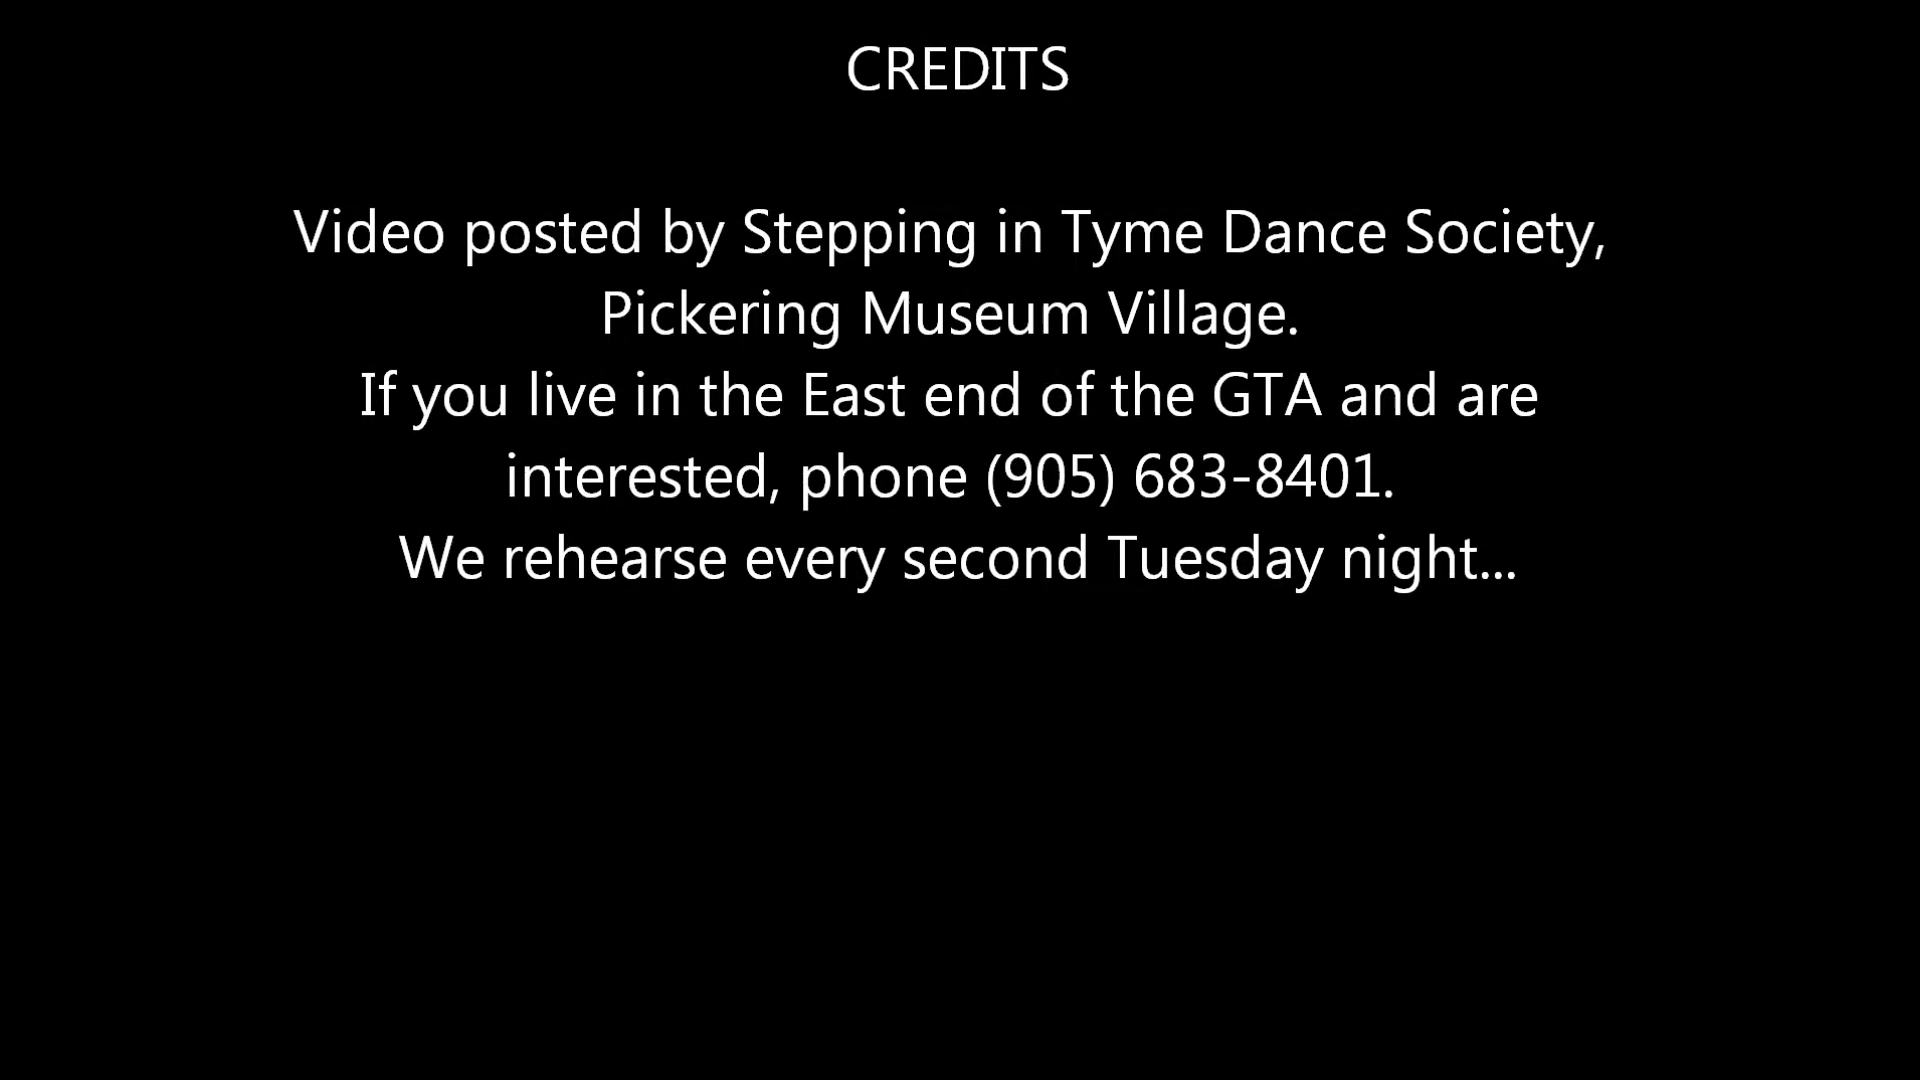 CREDITS
Video posted by Stepping in Tyme Dance Society,
Pickering Museum Village.
If you live in the East end of the GTA and are
interested, phone (905) 683-8401.
We rehearse every second Tuesday night...